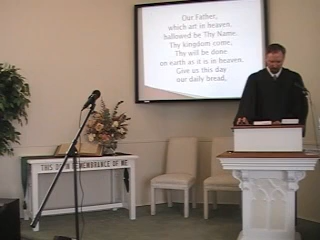 Our Father,
which art in heaven,
hallowed be Thy Name.
Thy kingdom come,
Thy will be done
on earth as it is in heaven.
Give us this day
our daily bread,
THIS DO IN REMEMBRANCE OF ME